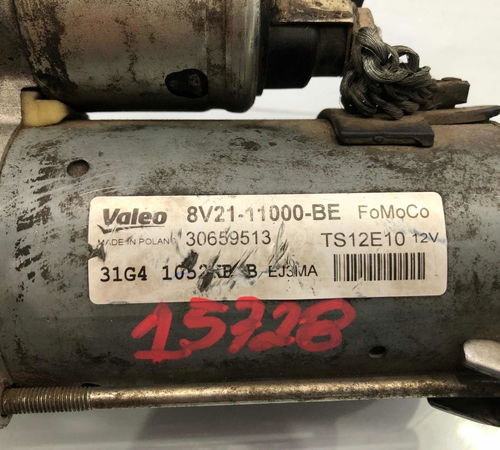 Valeo 8V21-11000-BE FoMoCo
MADE IN POLAND 30659513 TS12E10 12V
31G4 B EJ3MA
15728